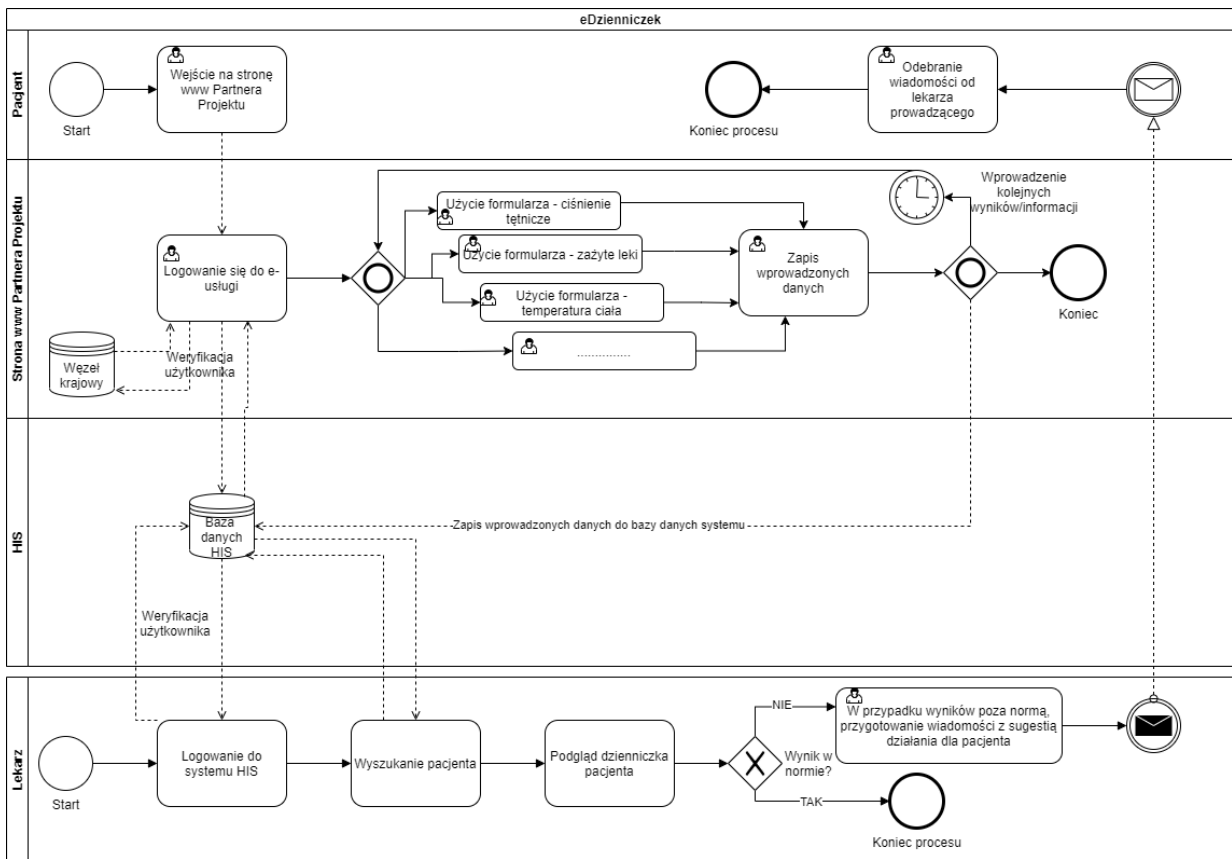 eDzienniczek
Pacjent
Start
Wejście na stronę
www Partnera
Projektu
Koniec procesu
Odebranie
wiadomości od
lekarza
prowadzącego
Strona www Partnera Projektu
Logowanie się do e-
usługi
Węzeł
krajowy
Weryfikacja
użytkownika
Użycie formularza - ciśnienie
tętnicze
Użycie formularza - zażyte leki
Użycie formularza -
temperatura ciała
...............
Zapis
wprowadzonych
danych
Wprowadzenie
kolejnych
wyników/informacji
Koniec
HIS
Baza
danych
HIS
Zapis wprowadzonych danych do bazy danych systemu
Weryfikacja
użytkownika
Lekarz
Start
Logowanie do
systemu HIS
Wyszukanie pacjenta
Podgląd dzienniczka
pacjenta
Wynik w
normie?
NIE
W przypadku wyników poza normą,
przygotowanie wiadomości z sugestią
działania dla pacjenta
TAK
Koniec procesu